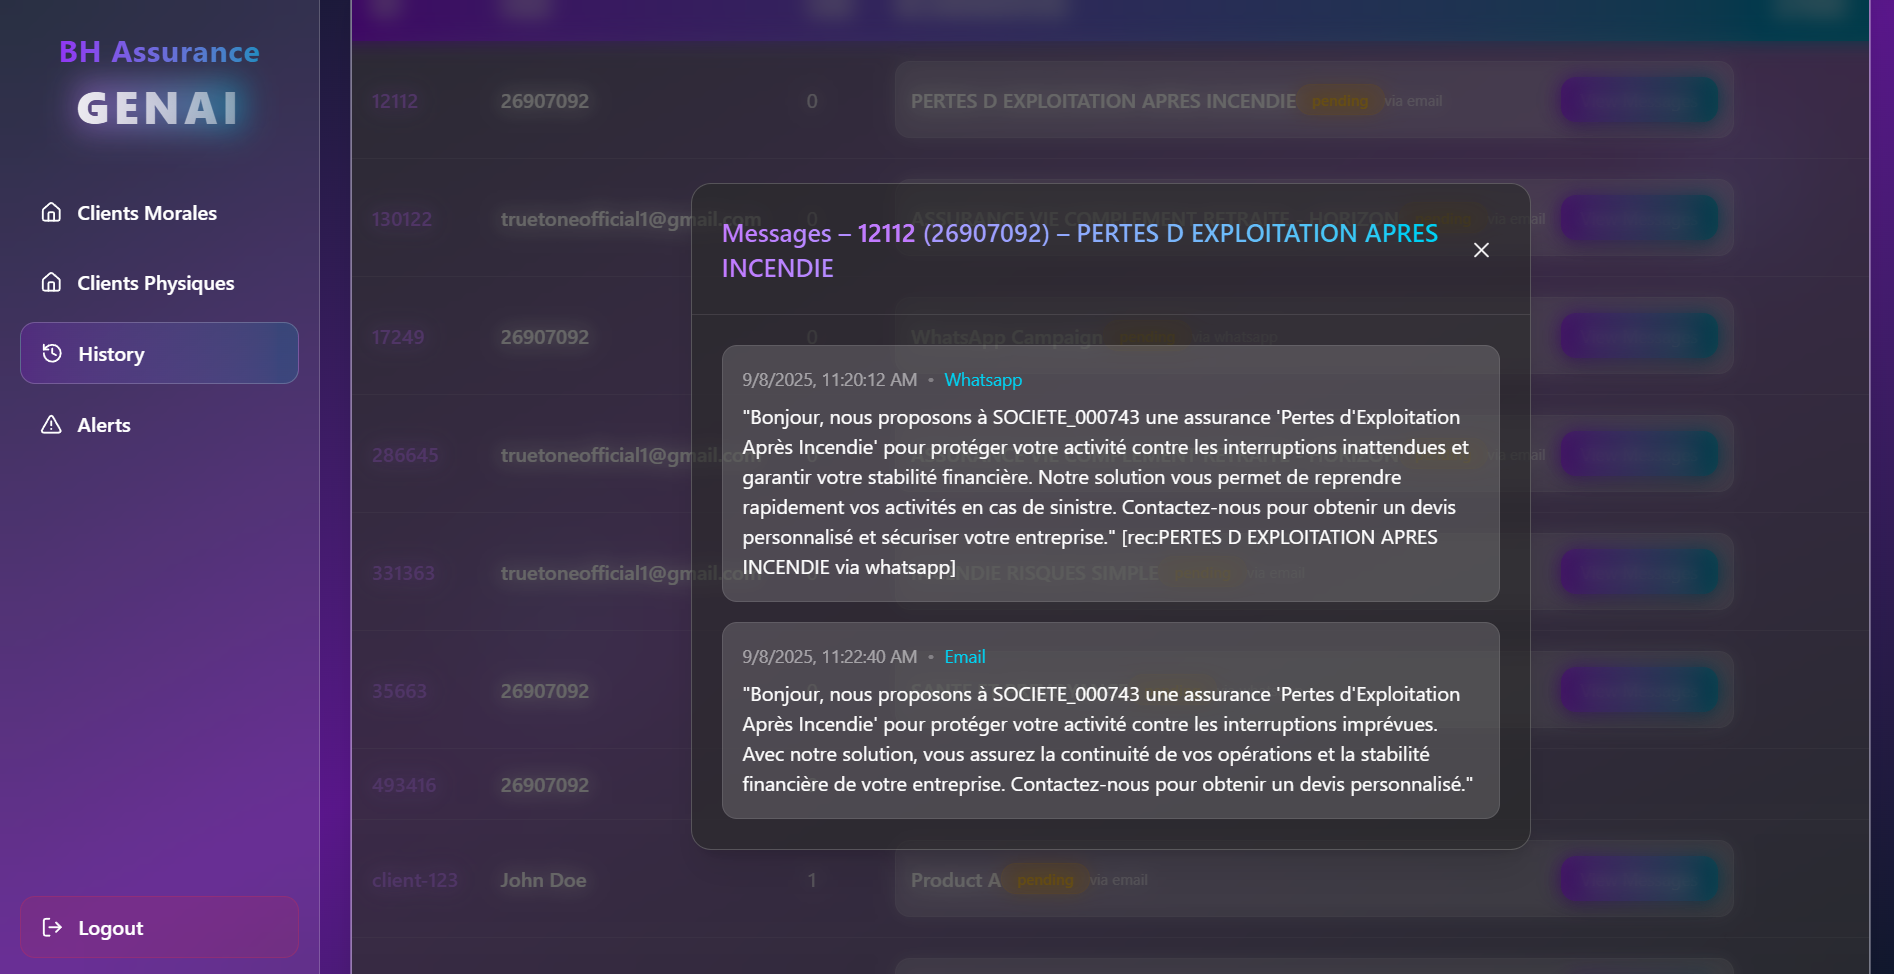 BH Assurance
GENAI
Clients Morales
Clients Physiques
History
Alerts
Logout
12112 26907092 0 PERTES D EXPLOITATION APRES INCENDIE pending via email
130122 truetoneofficial1@gmail.com 0 ASSURANCE VIE COMPLEMENT RETRAITE - HORIZON pending via email
17249 26907092 0 WhatsApp Campaign pending via whatsapp
286645 truetoneofficial1@gmail.com via email
331363 truetoneofficial1@gmail.com INCENDIE RISQUES SIMPLE pending via email
35663 26907092
493416 26907092
client-123 John Doe 1 Product A pending via email
Messages – 12112 (26907092) – PERTES D EXPLOITATION APRES
INCENDIE
9/8/2025, 11:20:12 AM • Whatsapp
"Bonjour, nous proposons à SOCIETE_000743 une assurance 'Pertes d'Exploitation
Après Incendie' pour protéger votre activité contre les interruptions inattendues et
garantir votre stabilité financière. Notre solution vous permet de reprendre
rapidement vos activités en cas de sinistre. Contactez-nous pour obtenir un devis
personnalisé et sécuriser votre entreprise." [rec:PERTES D EXPLOITATION APRES
INCENDIE via whatsapp]
9/8/2025, 11:22:40 AM • Email
"Bonjour, nous proposons à SOCIETE_000743 une assurance 'Pertes d'Exploitation
Après Incendie' pour protéger votre activité contre les interruptions imprévues.
Avec notre solution, vous assurez la continuité de vos opérations et la stabilité
financière de votre entreprise. Contactez-nous pour obtenir un devis personnalisé."